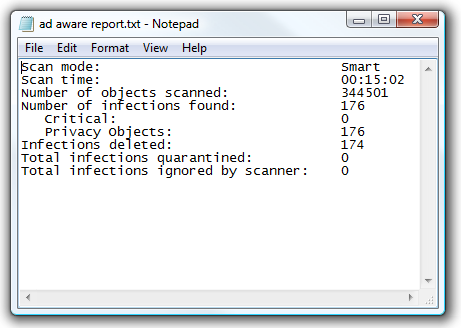 ad aware report.txt - Notepad
File Edit Format View Help
Scan mode: Smart
Scan time: 00:15:02
Number of objects scanned: 344501
Number of infections found: 176
Critical: 0
Privacy Objects: 176
Infections deleted: 174
Total infections quarantined: 0
Total infections ignored by scanner: 0